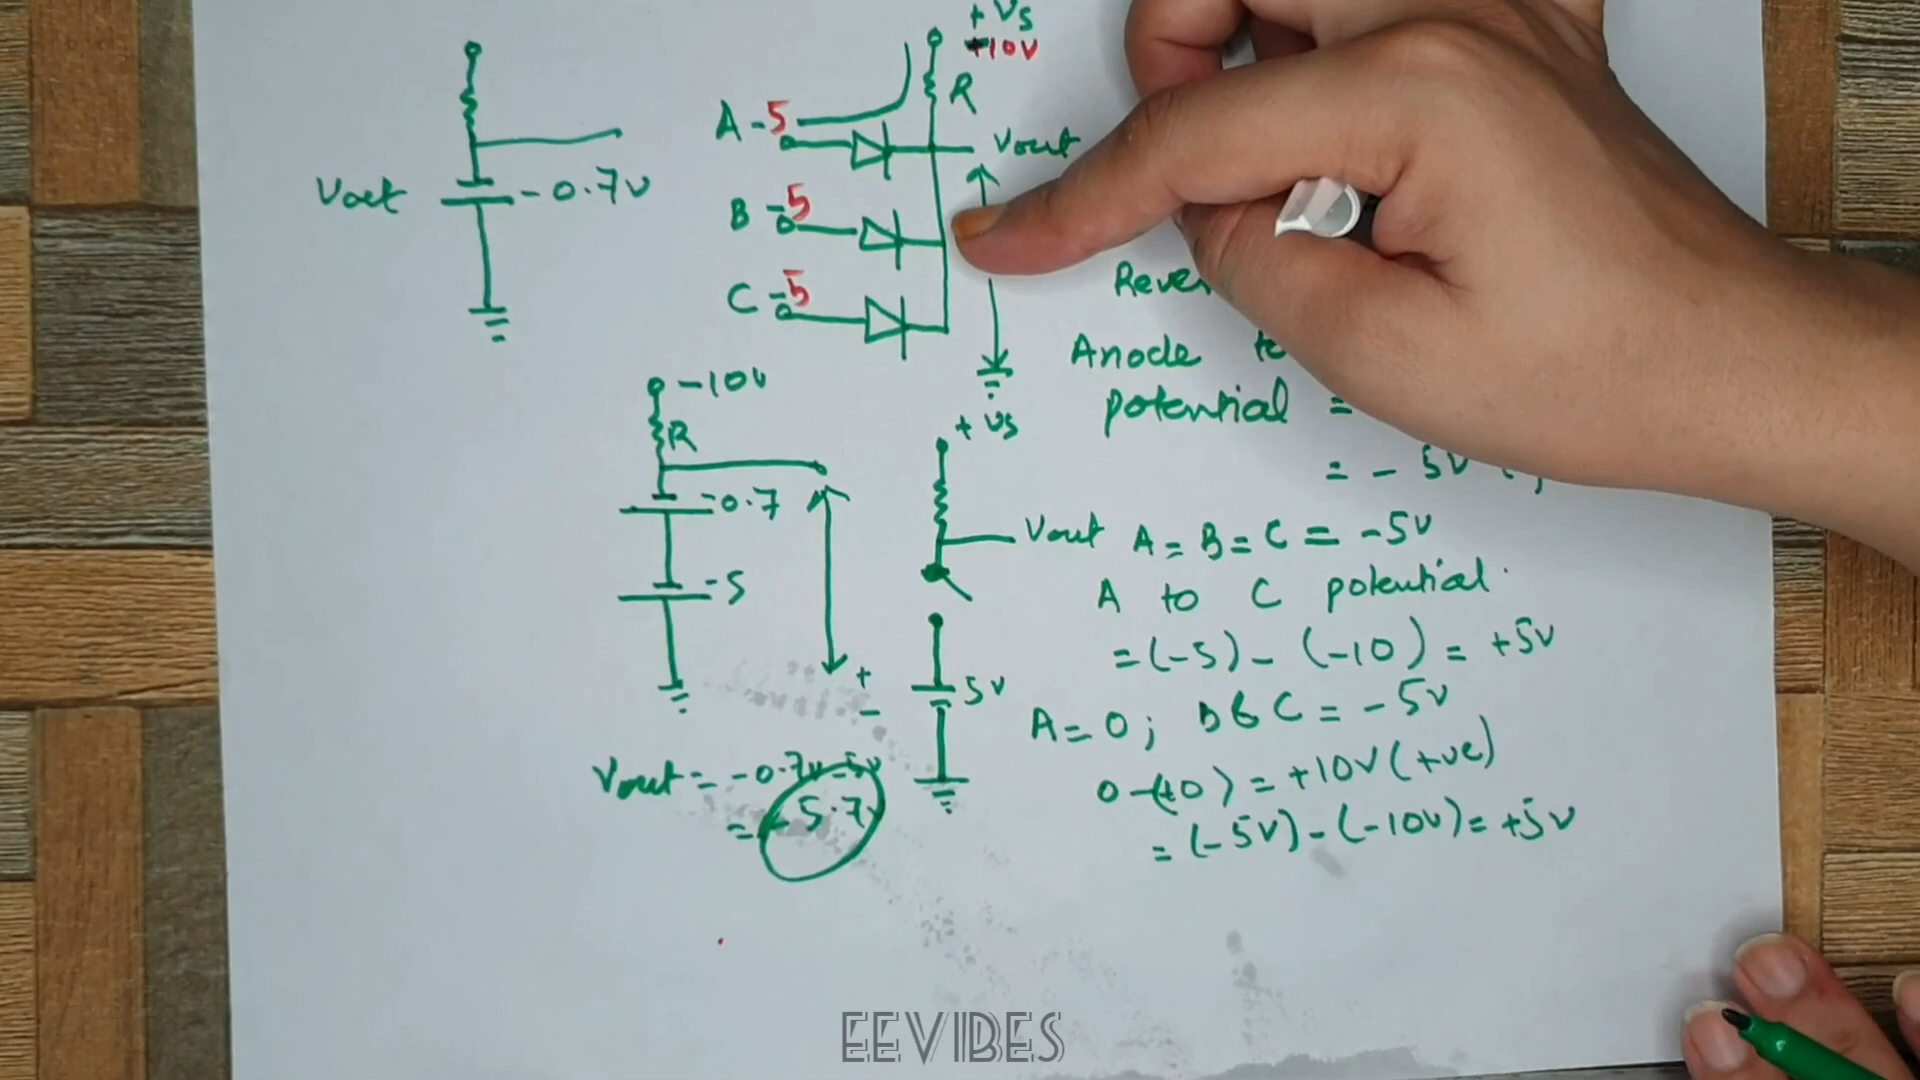 + Vs
+10V
R
A -5
Vout
B -5
C -5
Vout
-0.7v
Anode to
potential =
= - 5v
-10v
R
-0.7
-5
+
-
Vout = -0.7v -5v
= -5.7v
+ Vs
Vout
5v
A = B = C = -5v
A to C potential.
= (-5) - (-10) = +5v
A = 0; B & C = -5v
0 -(-10) = +10v (+ve)
= (-5v) - (-10v) = +5v
EEVIBES